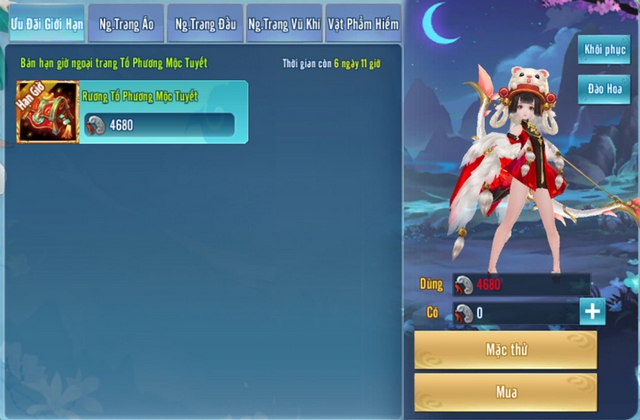 Ưu Đãi Giới Hạn
Ng.Trang Áo
Ng.Trang Đầu
Ng.Trang Vũ Khí
Vật Phẩm Hiếm
Bán hạn giờ ngoại trang Tố Phương Mộc Tuyết
Thời gian còn 6 ngày 11 giờ
Hạn Giờ
Rương Tố Phương Mộc Tuyết
4680
Khôi phục
Đào Hoa
Dùng 4680
Có 0
Mặc thử
Mua